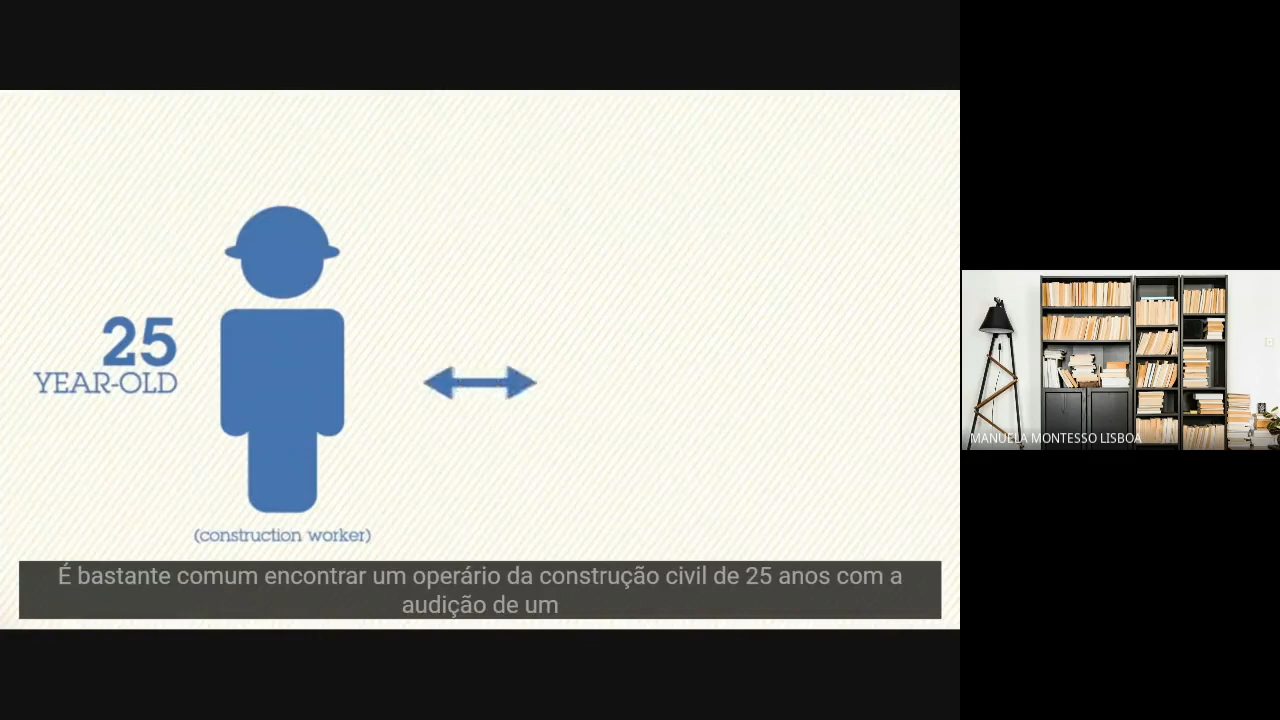 25
YEAR-OLD
(construction worker)
É bastante comum encontrar um operário da construção civil de 25 anos com a
audição de um
MANUELA MONTESSO LISBOA